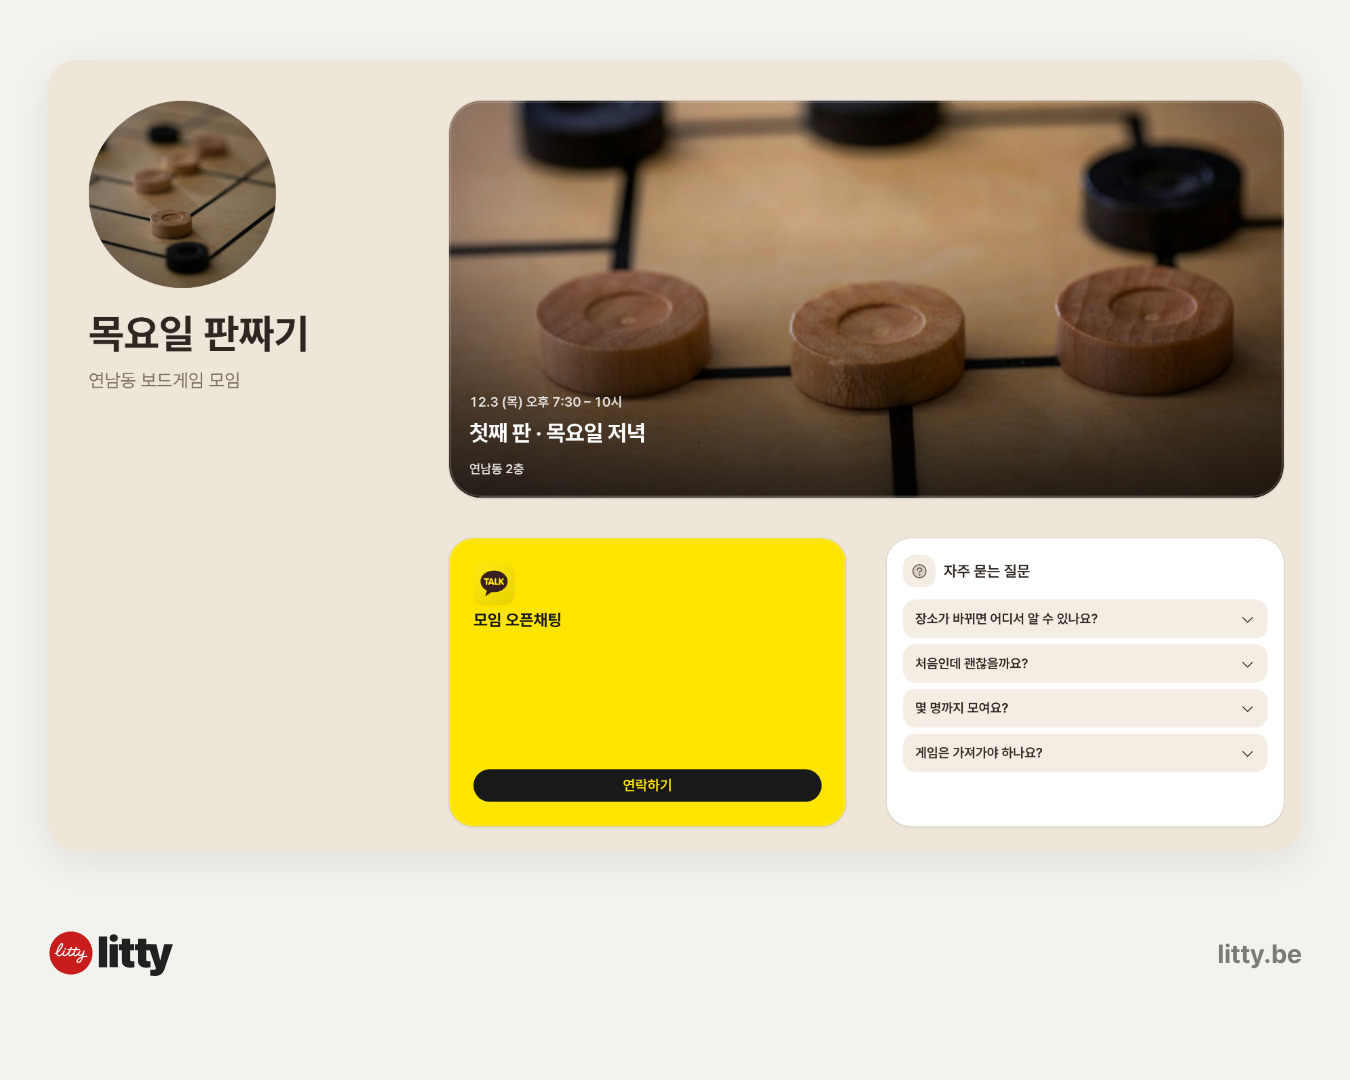 목요일 판짜기
연남동 보드게임 모임
12.3 (목) 오후 7:30 – 10시
첫째 판 · 목요일 저녁
연남동 2층
TALK
모임 오픈채팅
연락하기
자주 묻는 질문
장소가 바뀌면 어디서 알 수 있나요?
처음인데 괜찮을까요?
몇 명까지 모여요?
게임은 가져가야 하나요?
litty litty
litty.be